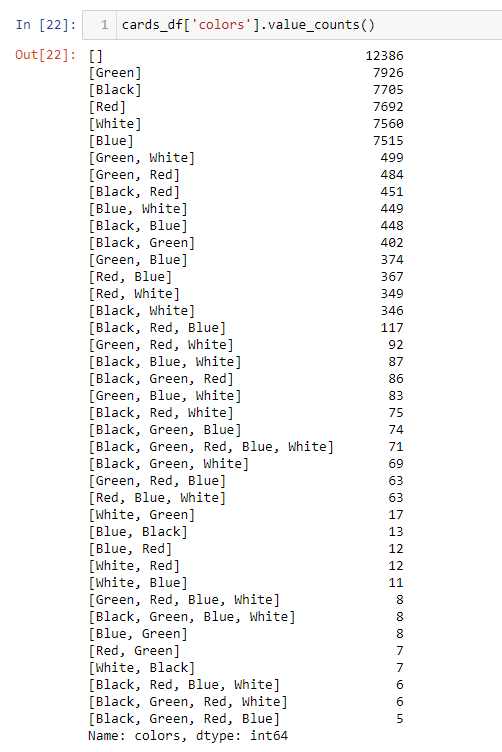 In [22]: 1 cards_df['colors'].value_counts()
Out[22]: [] 12386
[Green] 7926
[Black] 7705
[Red] 7692
[White] 7560
[Blue] 7515
[Green, White] 499
[Green, Red] 484
[Black, Red] 451
[Blue, White] 449
[Black, Blue] 448
[Black, Green] 402
[Green, Blue] 374
[Red, Blue] 367
[Red, White] 349
[Black, White] 346
[Black, Red, Blue] 117
[Green, Red, White] 92
[Black, Blue, White] 87
[Black, Green, Red] 86
[Green, Blue, White] 83
[Black, Red, White] 75
[Black, Green, Blue] 74
[Black, Green, Red, Blue, White] 71
[Black, Green, White] 69
[Green, Red, Blue] 63
[Red, Blue, White] 63
[White, Green] 17
[Blue, Black] 13
[Blue, Red] 12
[White, Red] 12
[White, Blue] 11
[Green, Red, Blue, White] 8
[Black, Green, Blue, White] 8
[Blue, Green] 8
[Red, Green] 7
[White, Black] 7
[Black, Red, Blue, White] 6
[Black, Green, Red, White] 6
[Black, Green, Red, Blue] 5
Name: colors, dtype: int64